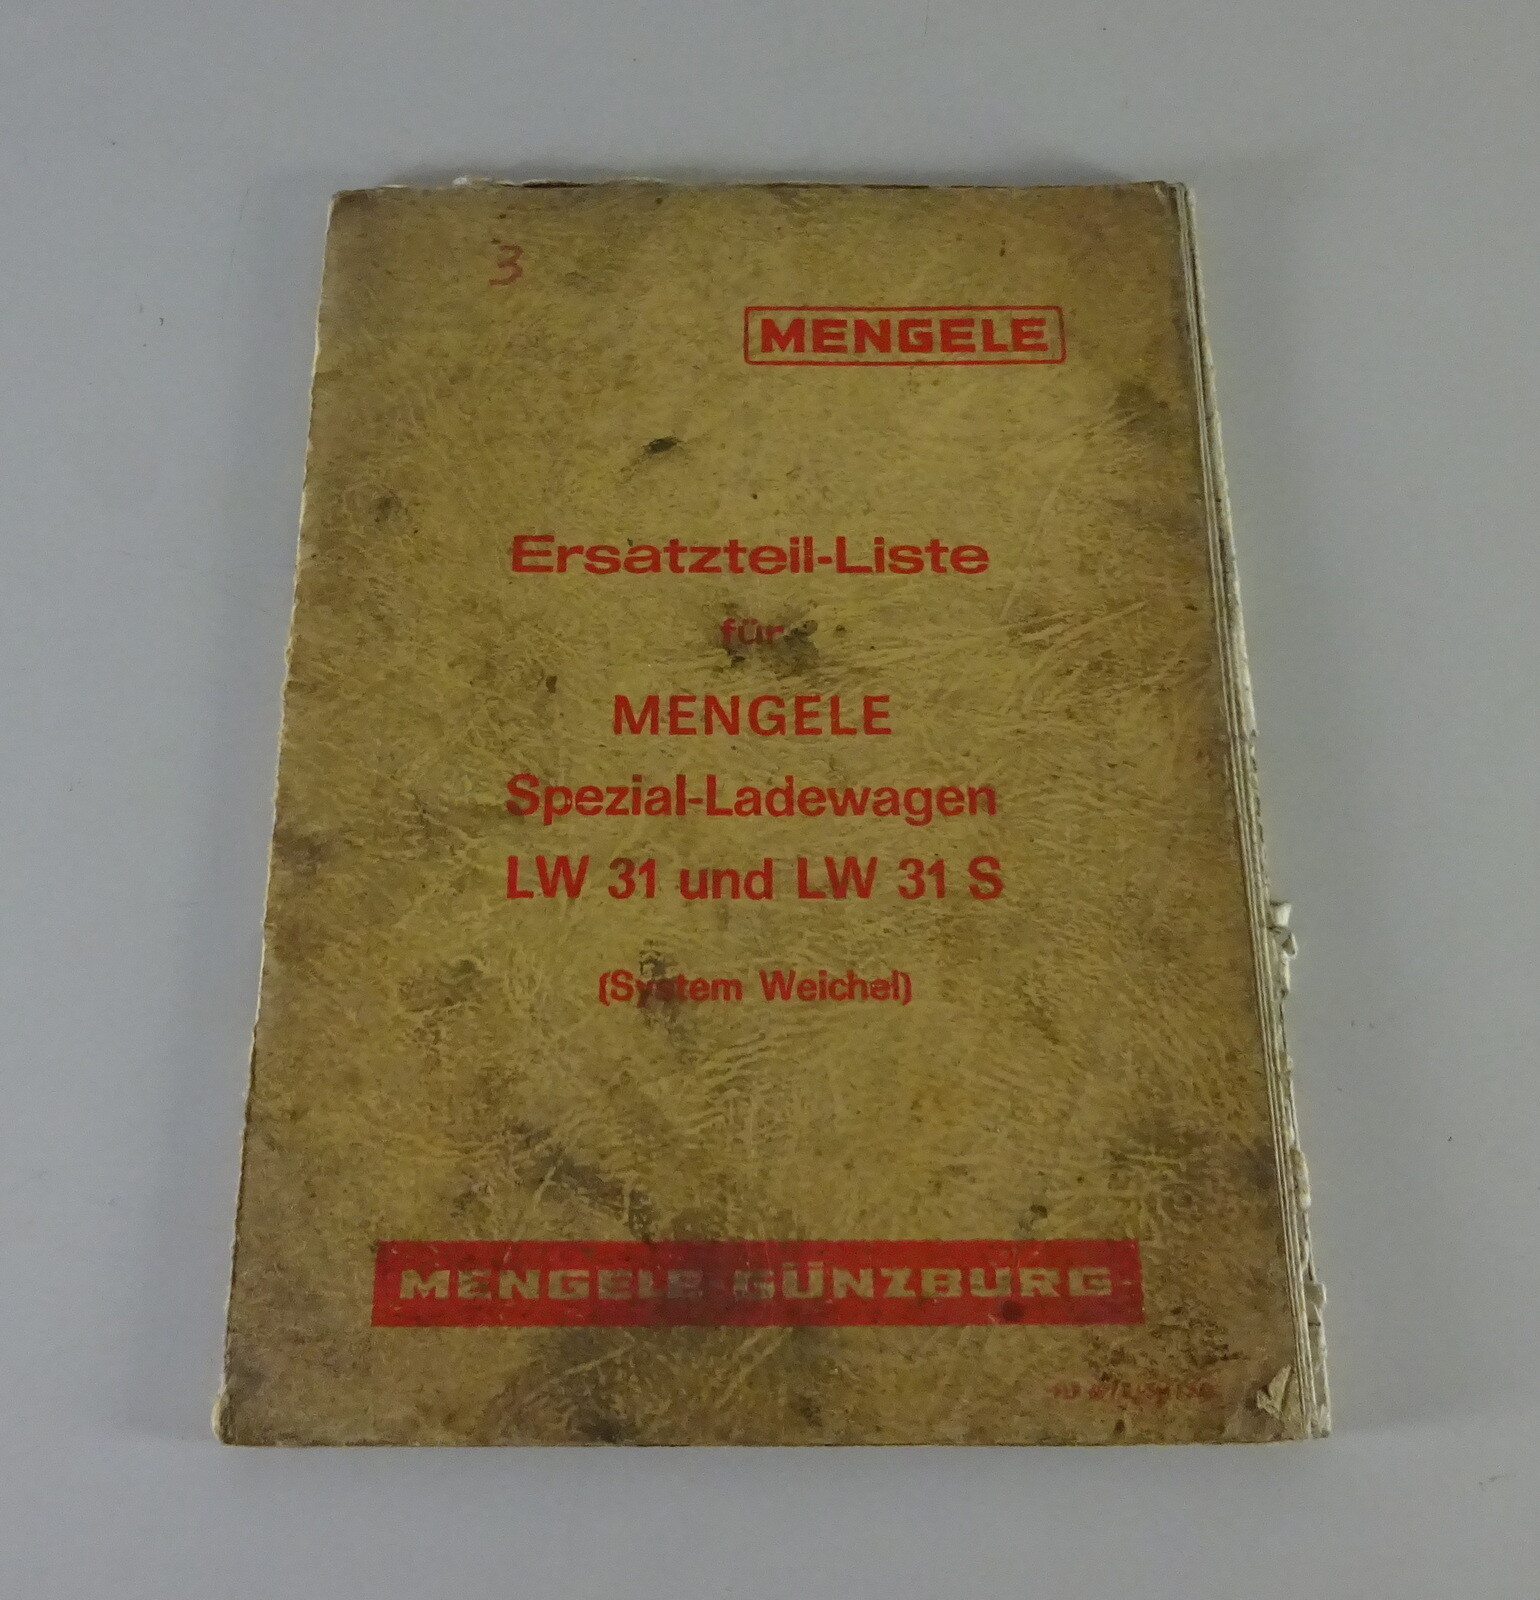 3
MENGELE
Ersatzteil-Liste
für
MENGELE
Spezial-Ladewagen
LW 31 und LW 31 S
(System Weichel)
MENGELE-GÜNZBURG